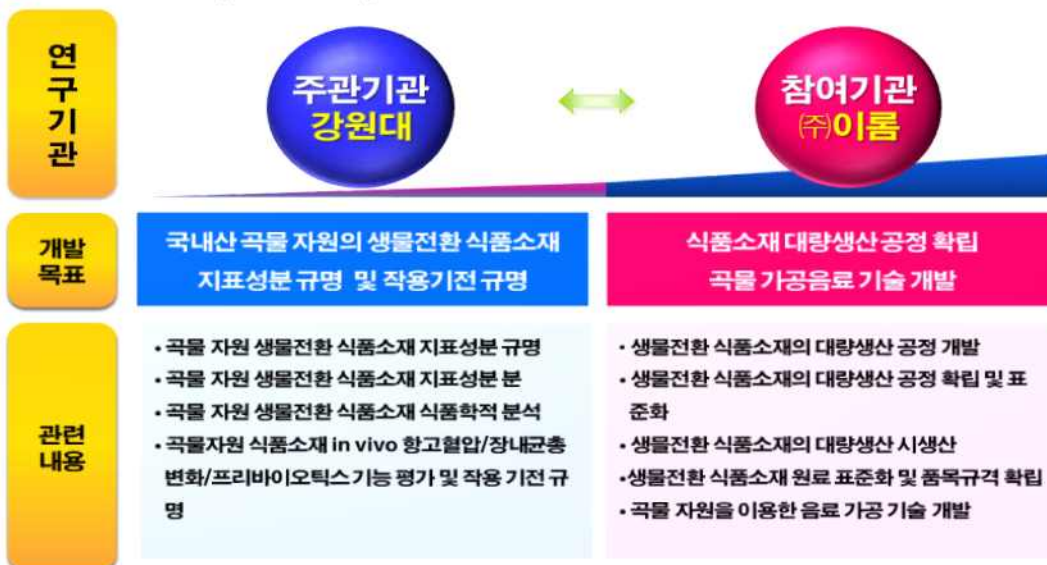 연
구
기
관
주관기관
강원대
참여기관
㈜이롬
개발
목표
국내산 곡물 자원의 생물전환 식품소재
지표성분 규명 및 작용기전 규명
식품소재 대량생산 공정 확립
곡물 가공음료 기술 개발
관련
내용
• 곡물 자원 생물전환 식품소재 지표성분 규명
• 곡물 자원 생물전환 식품소재 지표성분 분
• 곡물 자원 생물전환 식품소재 식품학적 분석
• 곡물자원 식품소재 in vivo 항고혈압/장내균총
변화/프리바이오틱스 기능 평가 및 작용 기전 규
명
• 생물전환 식품소재의 대량생산 공정 개발
• 생물전환 식품소재의 대량생산 공정 확립 및 표
준화
• 생물전환 식품소재의 대량생산 시생산
•생물전환 식품소재 원료 표준화 및 품목규격 확립
• 곡물 자원을 이용한 음료 가공 기술 개발